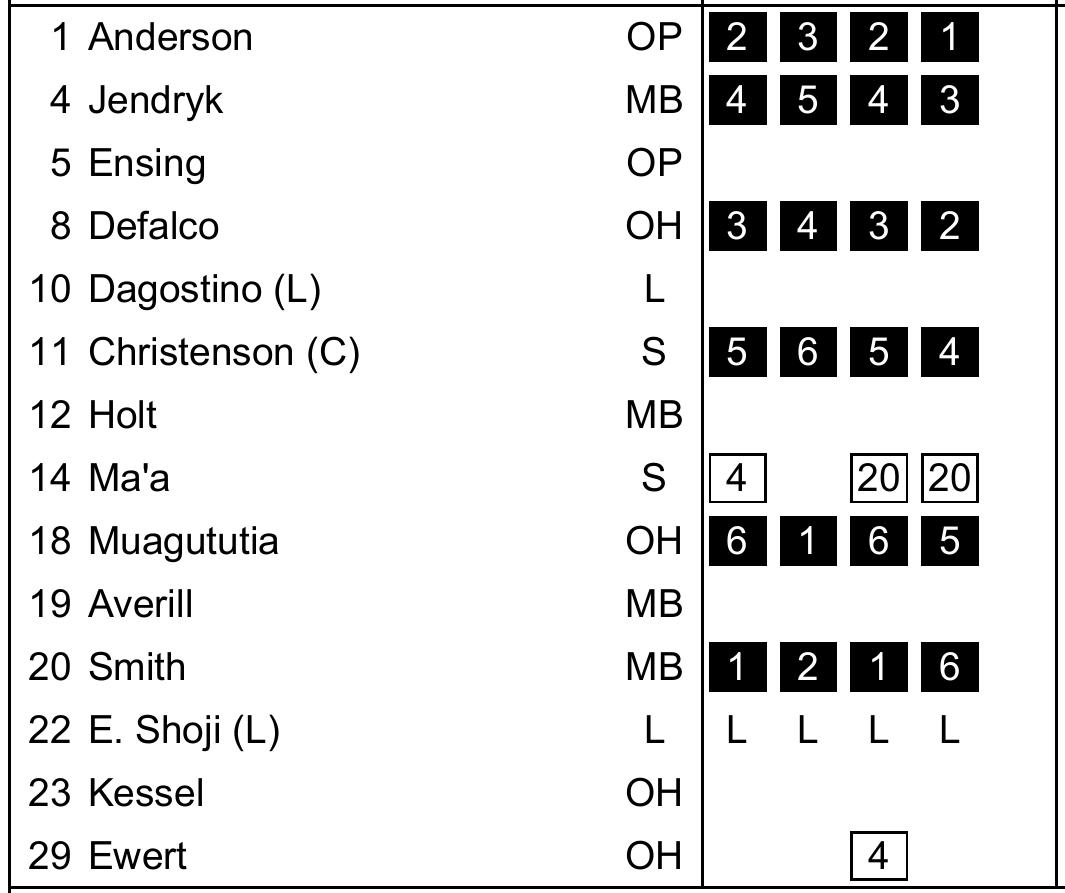 1 Anderson OP 2 3 2 1
4 Jendryk MB 4 5 4 3
5 Ensing OP
8 Defalco OH 3 4 3 2
10 Dagostino (L) L
11 Christenson (C) S 5 6 5 4
12 Holt MB
14 Ma'a S 4 20 20
18 Muagututia OH 6 1 6 5
19 Averill MB
20 Smith MB 1 2 1 6
22 E. Shoji (L) L L L L L
23 Kessel OH
29 Ewert OH 4